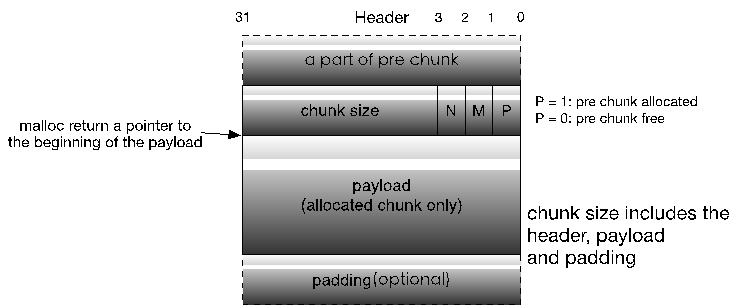 31 Header 3 2 1 0
a part of pre chunk
chunk size N M P
P = 1: pre chunk allocated
P = 0: pre chunk free
malloc return a pointer to
the beginning of the payload
payload
(allocated chunk only)
chunk size includes the
header, payload
and padding
padding(optional)